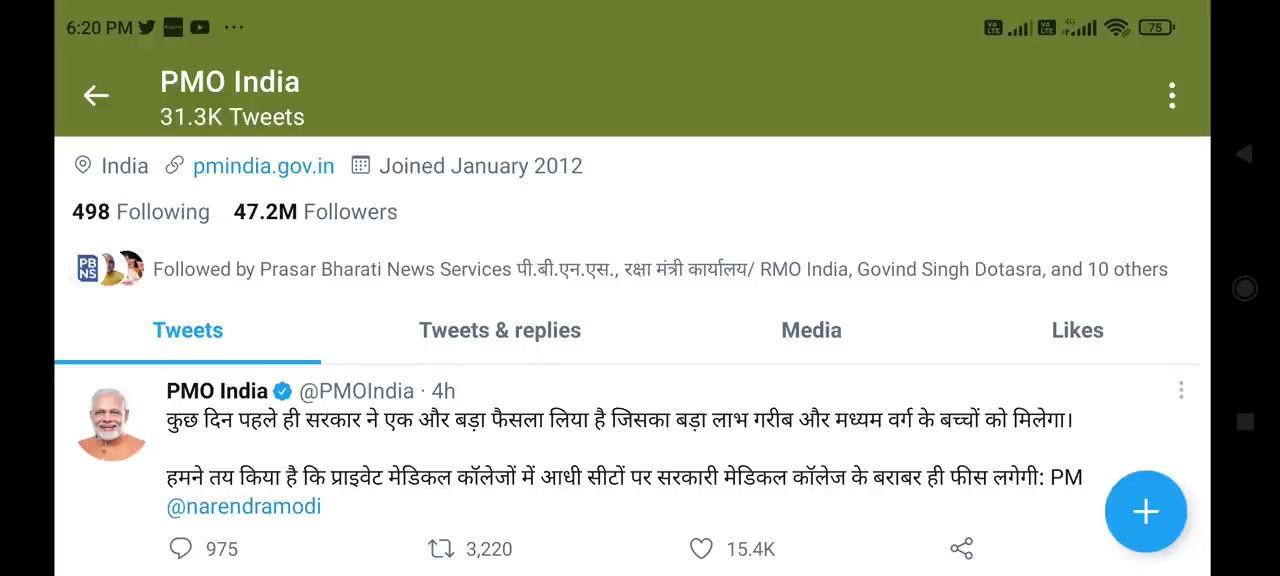 6:20 PM
75
PMO India
31.3K Tweets
India pmindia.gov.in Joined January 2012
498 Following 47.2M Followers
PB NS
Followed by Prasar Bharati News Services पी.बी.एन.एस., रक्षा मंत्री कार्यालय/ RMO India, Govind Singh Dotasra, and 10 others
Tweets Tweets & replies Media Likes
PMO India @PMOIndia · 4h
कुछ दिन पहले ही सरकार ने एक और बड़ा फैसला लिया है जिसका बड़ा लाभ गरीब और मध्यम वर्ग के बच्चों को मिलेगा।
हमने तय किया है कि प्राइवेट मेडिकल कॉलेजों में आधी सीटों पर सरकारी मेडिकल कॉलेज के बराबर ही फीस लगेगी: PM
@narendramodi
975 3,220 15.4K